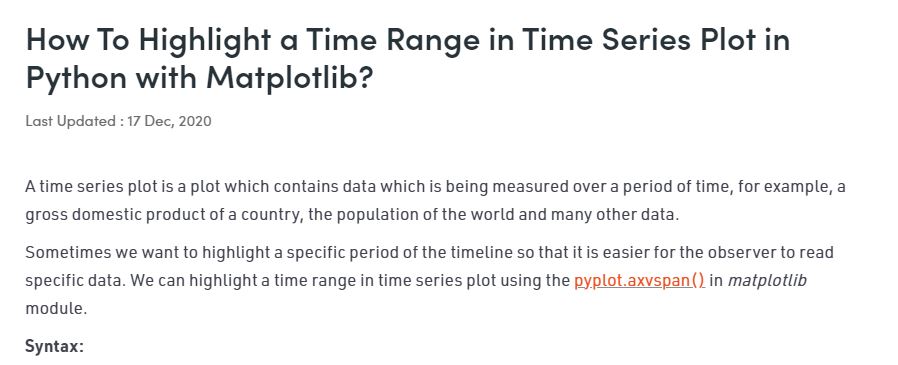 How To Highlight a Time Range in Time Series Plot in
Python with Matplotlib?
Last Updated : 17 Dec, 2020
A time series plot is a plot which contains data which is being measured over a period of time, for example, a
gross domestic product of a country, the population of the world and many other data.
Sometimes we want to highlight a specific period of the timeline so that it is easier for the observer to read
specific data. We can highlight a time range in time series plot using the pyplot.axvspan() in matplotlib
module.
Syntax: